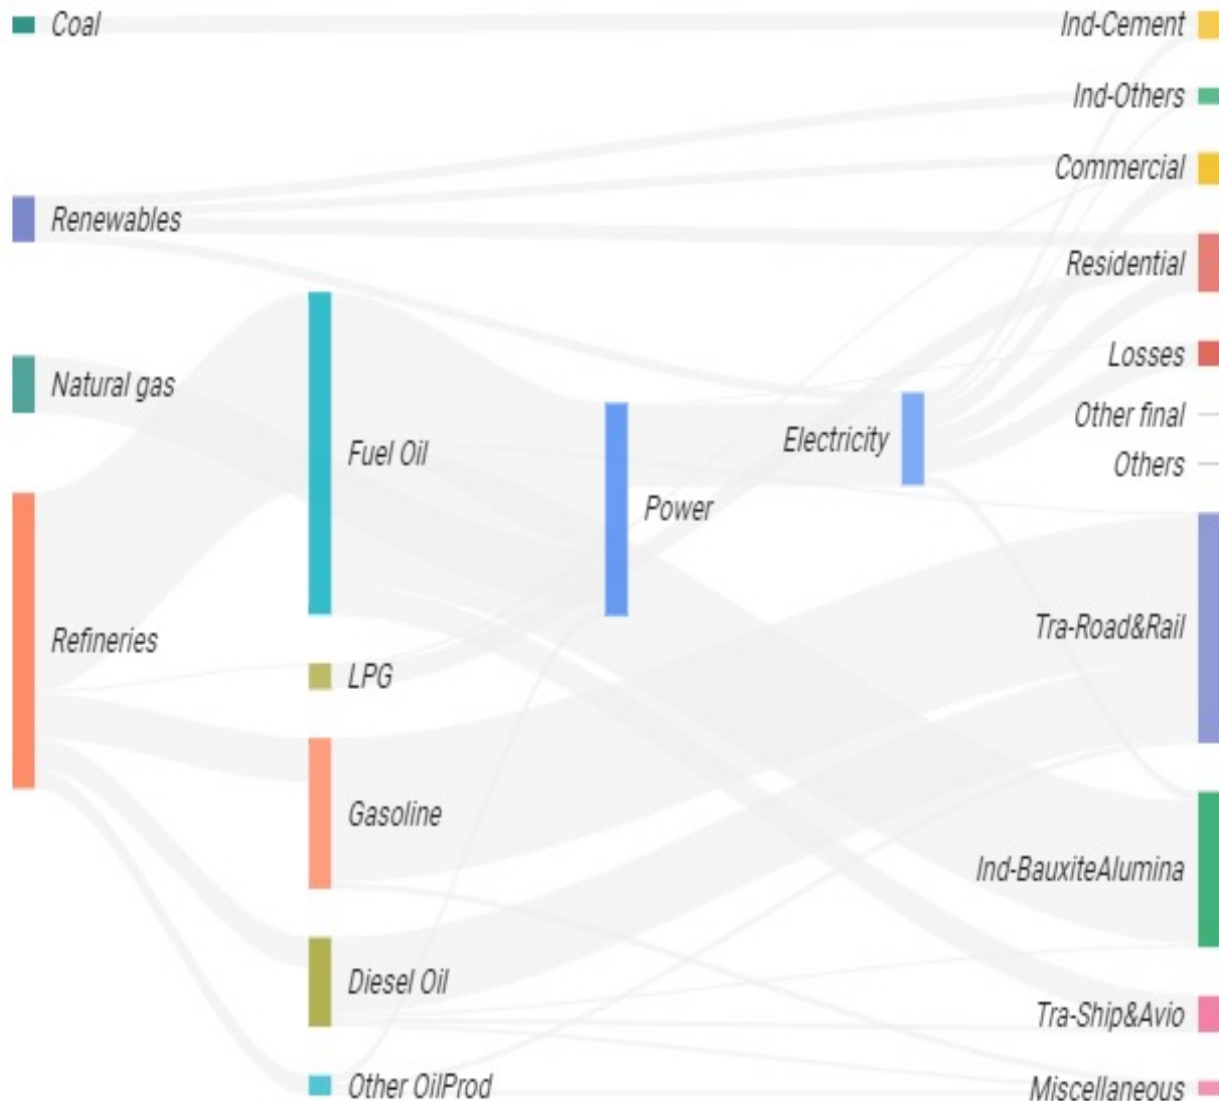 Coal
Ind-Cement
Ind-Others
Commercial
Renewables
Residential
Losses
Natural gas
Other final
Electricity
Fuel Oil
Others
Power
Tra-Road&Rail
Refineries
LPG
Gasoline
Ind-BauxiteAlumina
Diesel Oil
Tra-Ship&Avio
Other OilProd
Miscellaneous